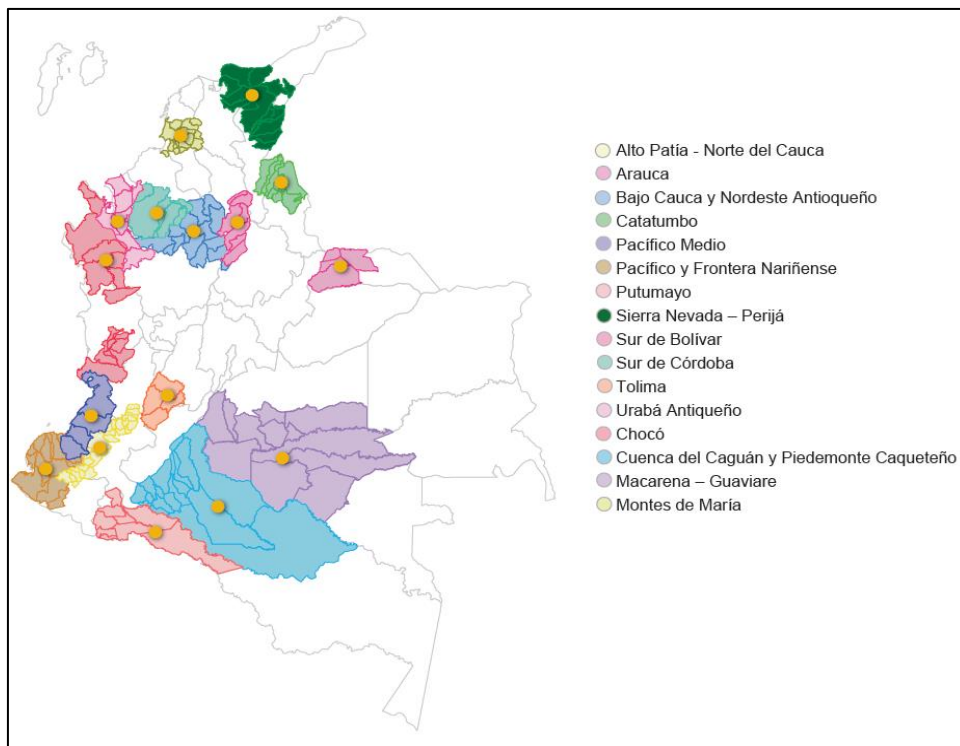 Alto Patía - Norte del Cauca
Arauca
Bajo Cauca y Nordeste Antioqueño
Catatumbo
Pacífico Medio
Pacífico y Frontera Nariñense
Putumayo
Sierra Nevada – Perijá
Sur de Bolívar
Sur de Córdoba
Tolima
Urabá Antiqueño
Chocó
Cuenca del Caguán y Piedemonte Caqueteño
Macarena – Guaviare
Montes de María